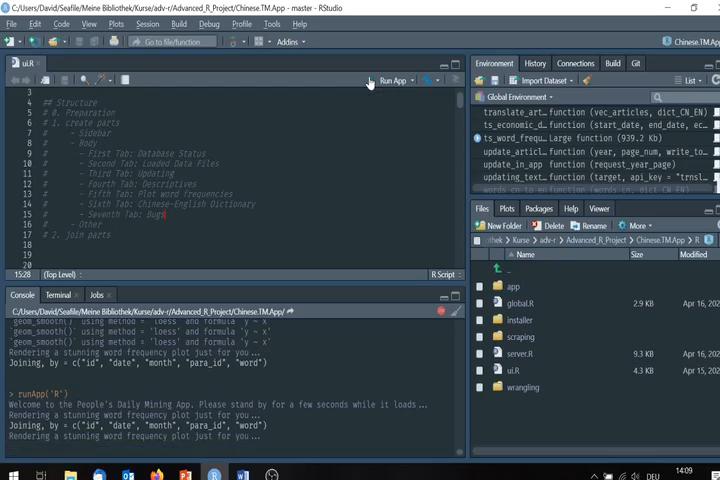 C:/Users/David/Seafile/Meine Bibliothek/adv-r/Advanced_R_Project/Chinese.TM.App - master - RStudio
File Edit Code View Plots Session Build Debug Profile Tools Help
Go to file/function Addins Chinese.TM.App
ui.R
Run App
3
4 ## Structure
5 # 0. Preparation
6 # 1. create parts
7 # - Sidebar
8 # - Body
9 # - First Tab: Database Status
10 # - Second Tab: Loaded Data Files
11 # - Third Tab: Updating
12 # - Fourth Tab: Descriptives
13 # - Fifth Tab: Plot word frequencies
14 # - Sixth Tab: Chinese-English Dictionary
15 # - Seventh Tab: Bugs
16 # - Other
17 # 2. join parts
18
19
20
15:28 (Top Level) R Script
Console Terminal Jobs
C:/Users/David/Seafile/Meine Bibliothek/Kurse/adv-r/Advanced_R_Project/Chinese.TM.App/
`geom_smooth()` using method = 'loess' and formula 'y ~ x'
`geom_smooth()` using method = 'loess' and formula 'y ~ x'
`geom_smooth()` using method = 'loess' and formula 'y ~ x'
Rendering a stunning word frequency plot just for you...
Joining, by = c("id", "date", "month", "para_id", "word")
> runApp('R')
Welcome to the People's Daily Mining App. Please stand by for a few seconds while it loads...
Rendering a stunning word frequency plot just for you...
Joining, by = c("id", "date", "month", "para_id", "word")
Rendering a stunning word frequency plot just for you...
Environment History Connections Build Git
Import Dataset List
Global Environment
translate_art… function (vec_articles, dict_CN_EN)
ts_economic_d… function (start_date, end_date, ec…
ts_word_frequ… Large function (939.2 Kb)
update_articl… function (year, page_num, write_to…
update_in_app function (request_year_page)
updating_text… function (target, api_key = "trnsl…
words_cn_to_en function (words_cn, dict_CN_EN)
Files Plots Packages Help Viewer
New Folder Delete Rename More
othek Kurse adv-r Advanced_R_Project Chinese.TM.App R
Name Size Modified
..
app
global.R 2.9 KB Apr 16, 202
installer
scraping
server.R 9.3 KB Apr 16, 202
ui.R 4.3 KB Apr 15, 202
wrangling
DEU 14:09